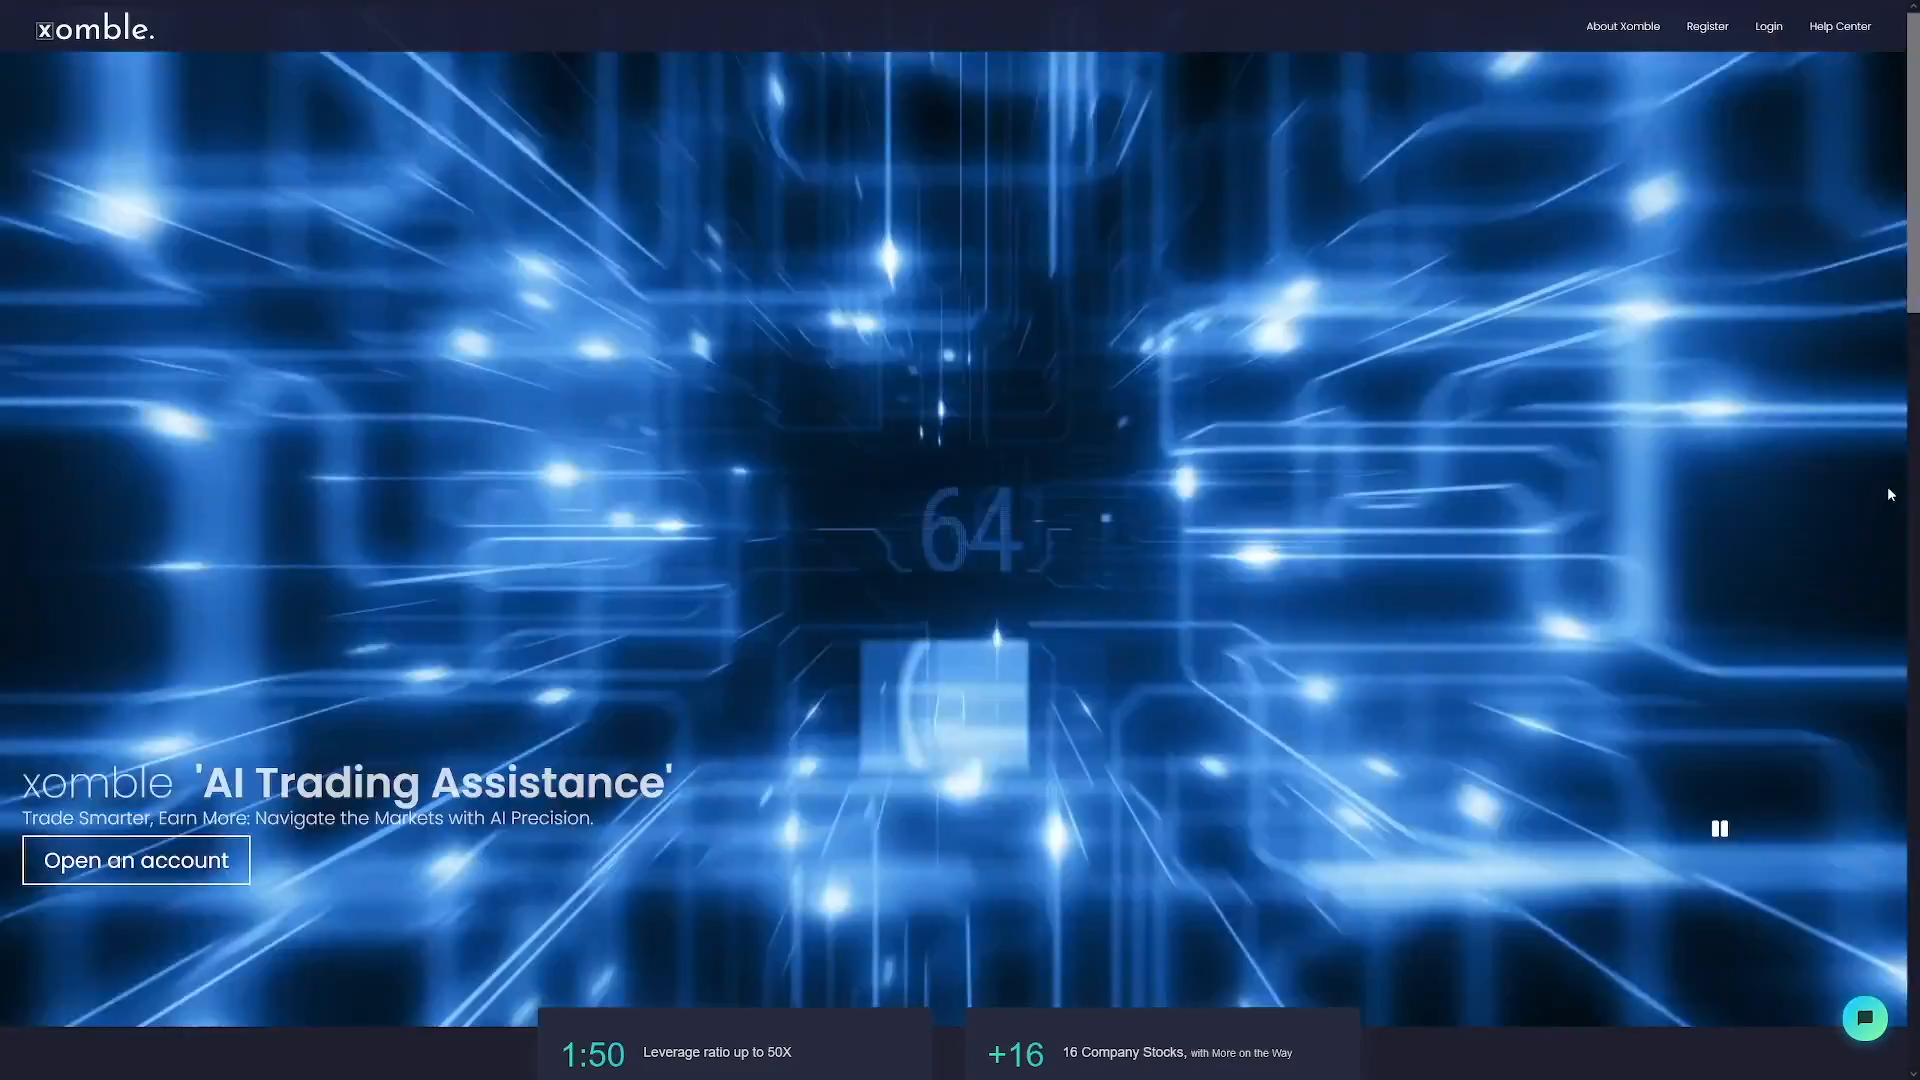 xomble.
About Xomble Register Login Help Center
64
xomble 'AI Trading Assistance'
Trade Smarter, Earn More: Navigate the Markets with AI Precision.
Open an account
1:50 Leverage ratio up to 50X
+16 16 Company Stocks, with More on the Way